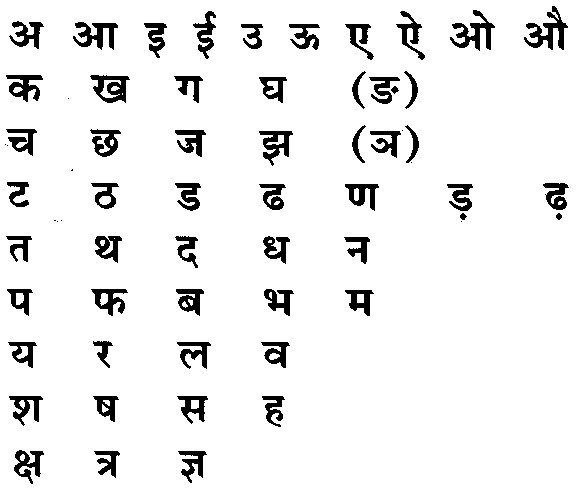 अ आ इ ई उ ऊ ए ऐ ओ औ
क ख ग घ (ङ)
च छ ज झ (ञ)
ट ठ ड ढ ण ड़ ढ़
त थ द ध न
प फ ब भ म
य र ल व
श ष स ह
क्ष त्र ज्ञ